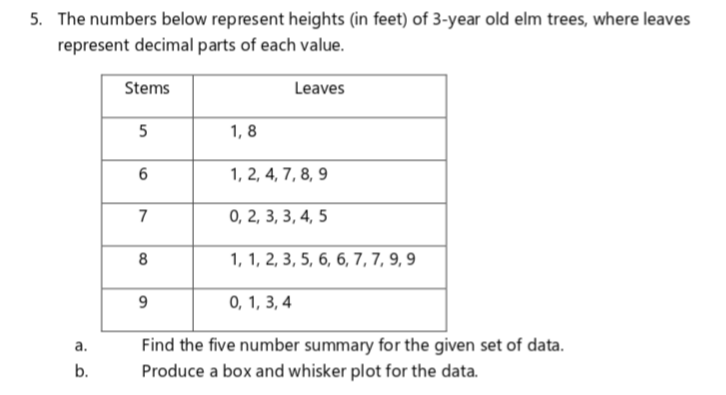 5. The numbers below represent heights (in feet) of 3-year old elm trees, where leaves
represent decimal parts of each value.
Stems Leaves
5 1, 8
6 1, 2, 4, 7, 8, 9
7 0, 2, 3, 3, 4, 5
8 1, 1, 2, 3, 5, 6, 6, 7, 7, 9, 9
9 0, 1, 3, 4
a. Find the five number summary for the given set of data.
b. Produce a box and whisker plot for the data.